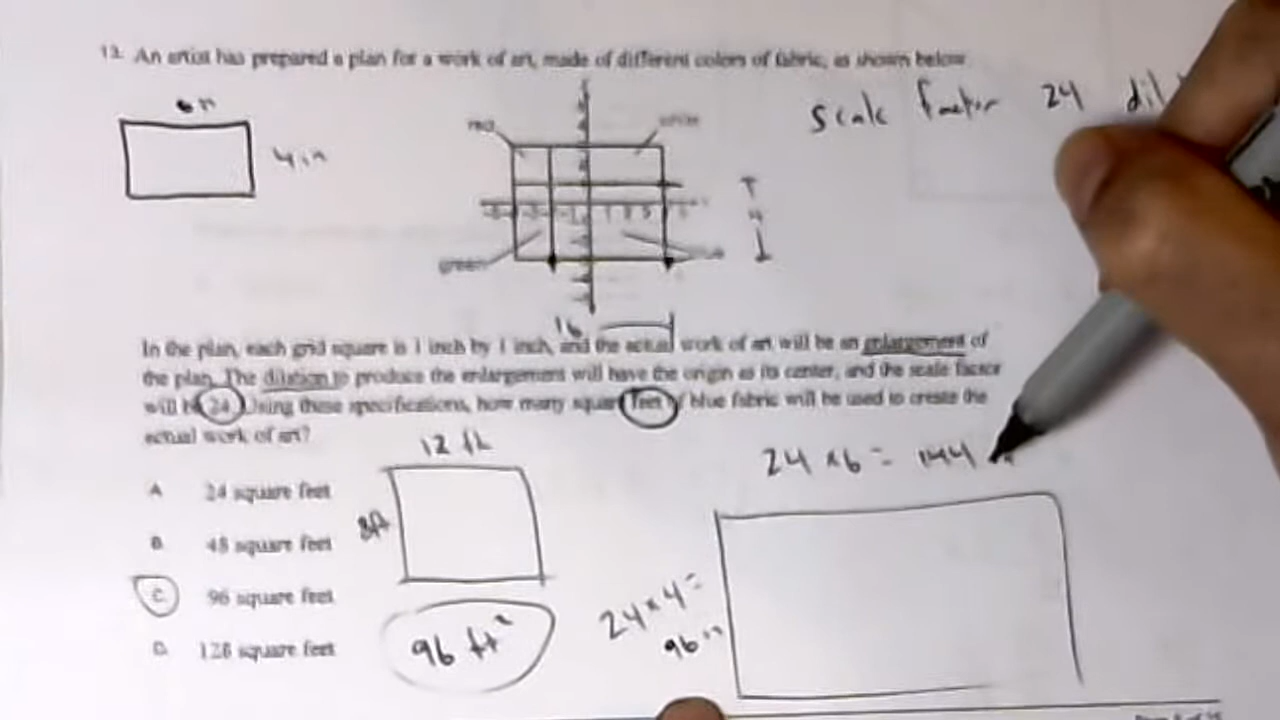 13. An artist has prepared a plan for a work of art, made of different colors of fabric, as shown below.
Scale factor 24 dil
4 in
red
white
green
4
16
In the plan, each grid square is 1 inch by 1 inch, and the actual work of art will be an enlargement of
the plan. The dilation to produce the enlargement will have the origin as its center, and the scale factor
will be 24. Using these specifications, how many square feet of blue fabric will be used to create the
actual work of art?
12 ft
8ft
A 24 square feet
B 48 square feet
C 96 square feet
D 128 square feet
96 ft²
24 x 6 = 144
24 x 4 =
96 in